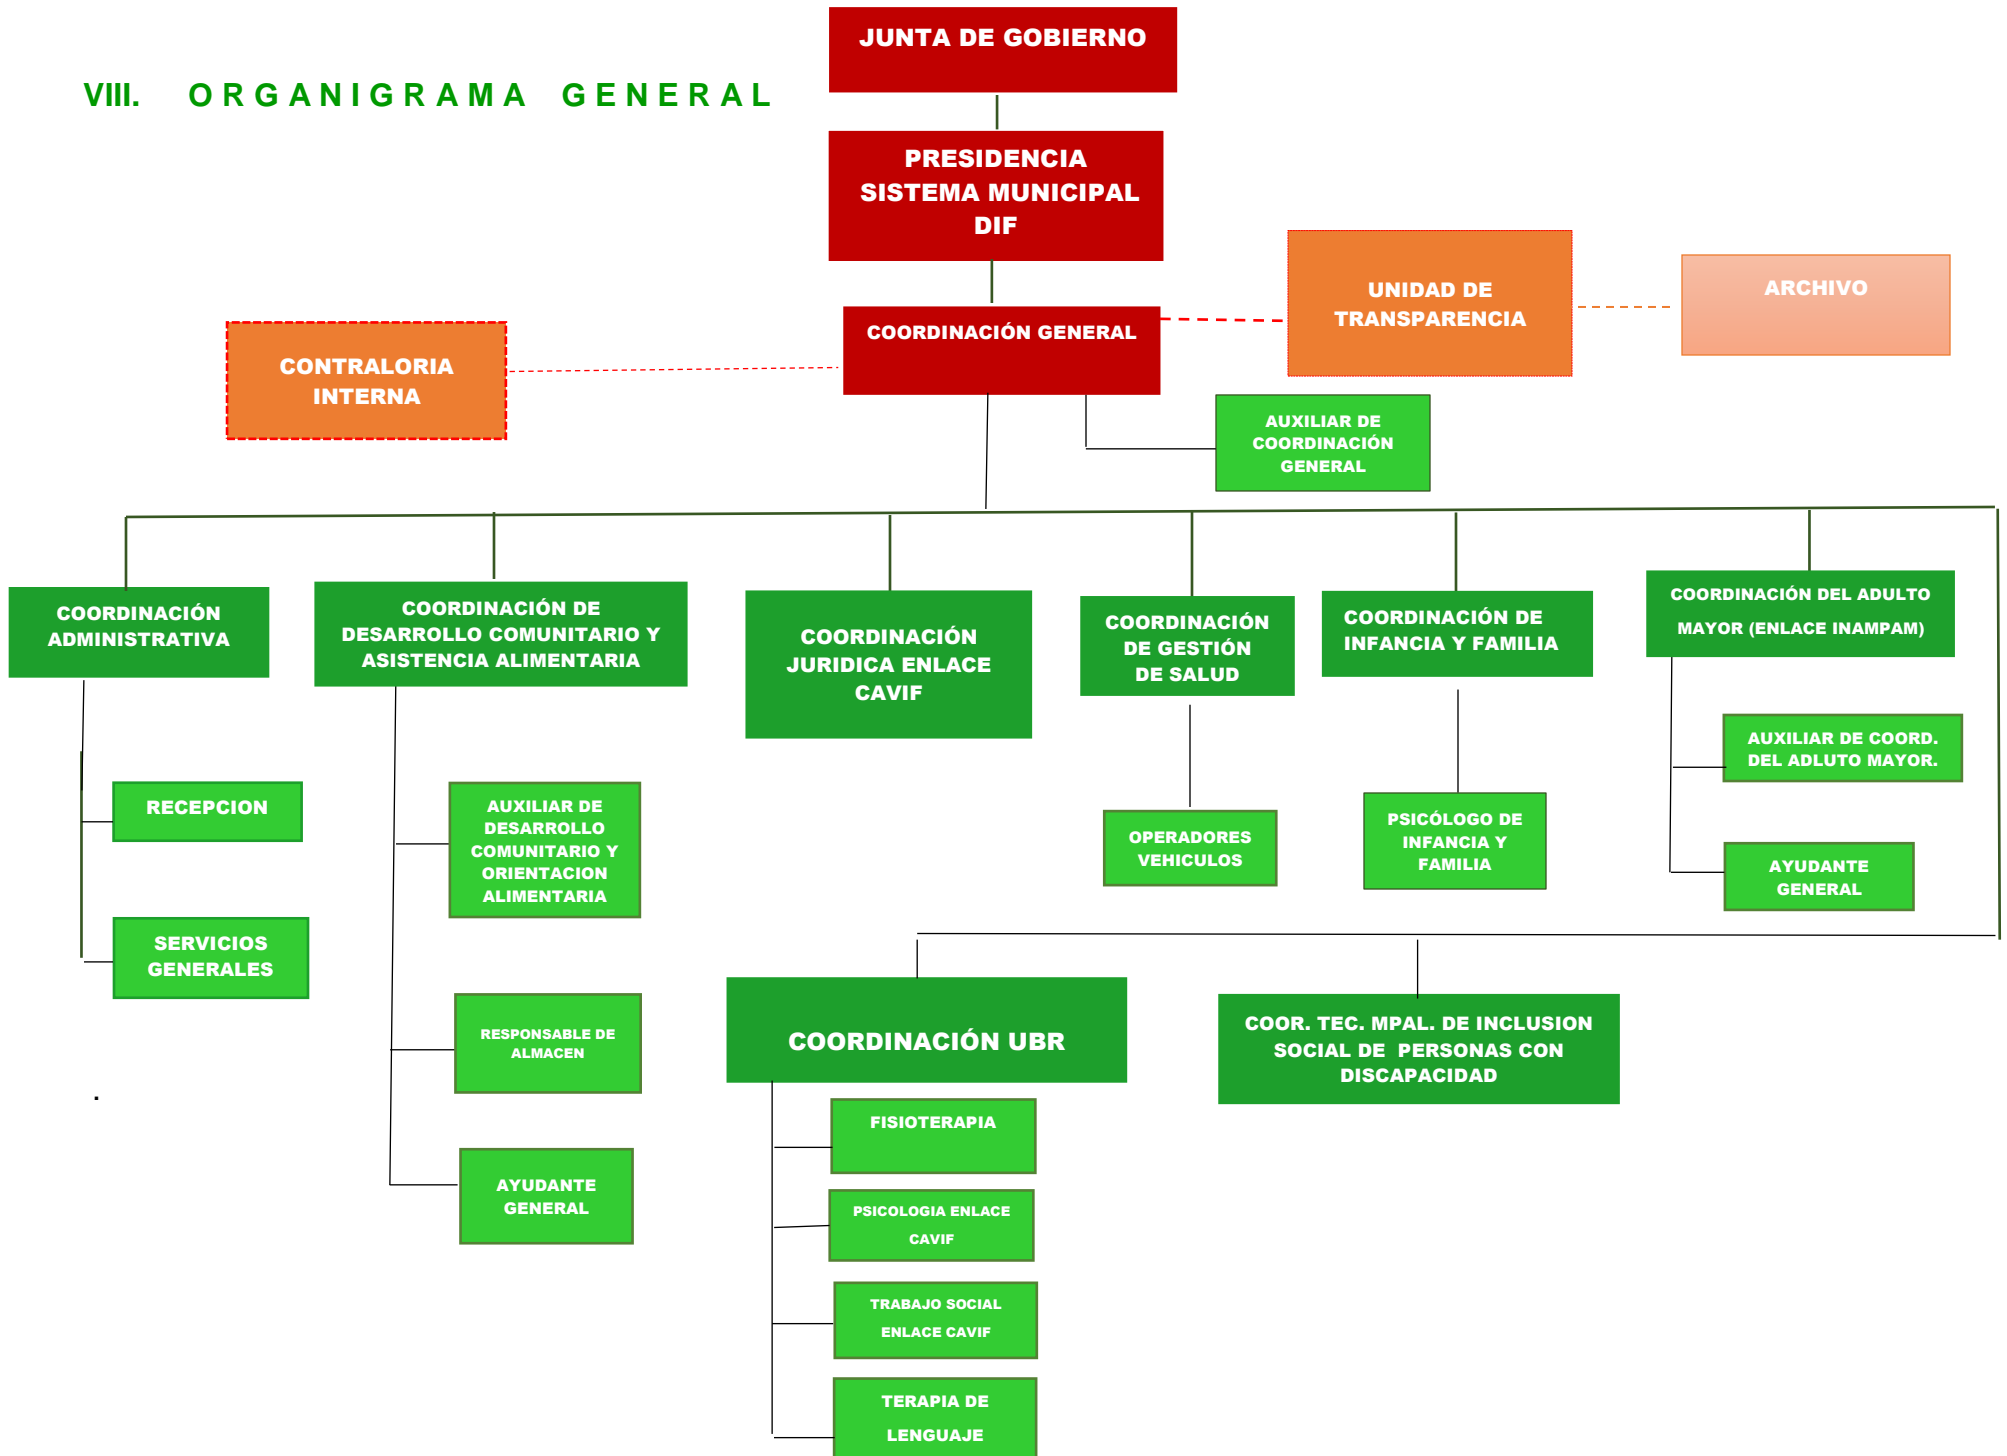 JUNTA DE GOBIERNO
VIII. ORGANIGRAMA GENERAL
PRESIDENCIA
SISTEMA MUNICIPAL
DIF
UNIDAD DE
TRANSPARENCIA
ARCHIVO
COORDINACIÓN GENERAL
CONTRALORIA
INTERNA
AUXILIAR DE
COORDINACIÓN
GENERAL
COORDINACIÓN
ADMINISTRATIVA
COORDINACIÓN DE
DESARROLLO COMUNITARIO Y
ASISTENCIA ALIMENTARIA
COORDINACIÓN
JURIDICA ENLACE
CAVIF
COORDINACIÓN
DE GESTIÓN
DE SALUD
COORDINACIÓN DE
INFANCIA Y FAMILIA
COORDINACIÓN DEL ADULTO
MAYOR (ENLACE INAMPAM)
AUXILIAR DE COORD.
DEL ADLUTO MAYOR.
RECEPCION
AUXILIAR DE
DESARROLLO
COMUNITARIO Y
ORIENTACION
ALIMENTARIA
OPERADORES
VEHICULOS
PSICÓLOGO DE
INFANCIA Y
FAMILIA
AYUDANTE
GENERAL
SERVICIOS
GENERALES
RESPONSABLE DE
ALMACEN
COORDINACIÓN UBR
COOR. TEC. MPAL. DE INCLUSION
SOCIAL DE PERSONAS CON
DISCAPACIDAD
.
FISIOTERAPIA
AYUDANTE
GENERAL
PSICOLOGIA ENLACE
CAVIF
TRABAJO SOCIAL
ENLACE CAVIF
TERAPIA DE
LENGUAJE